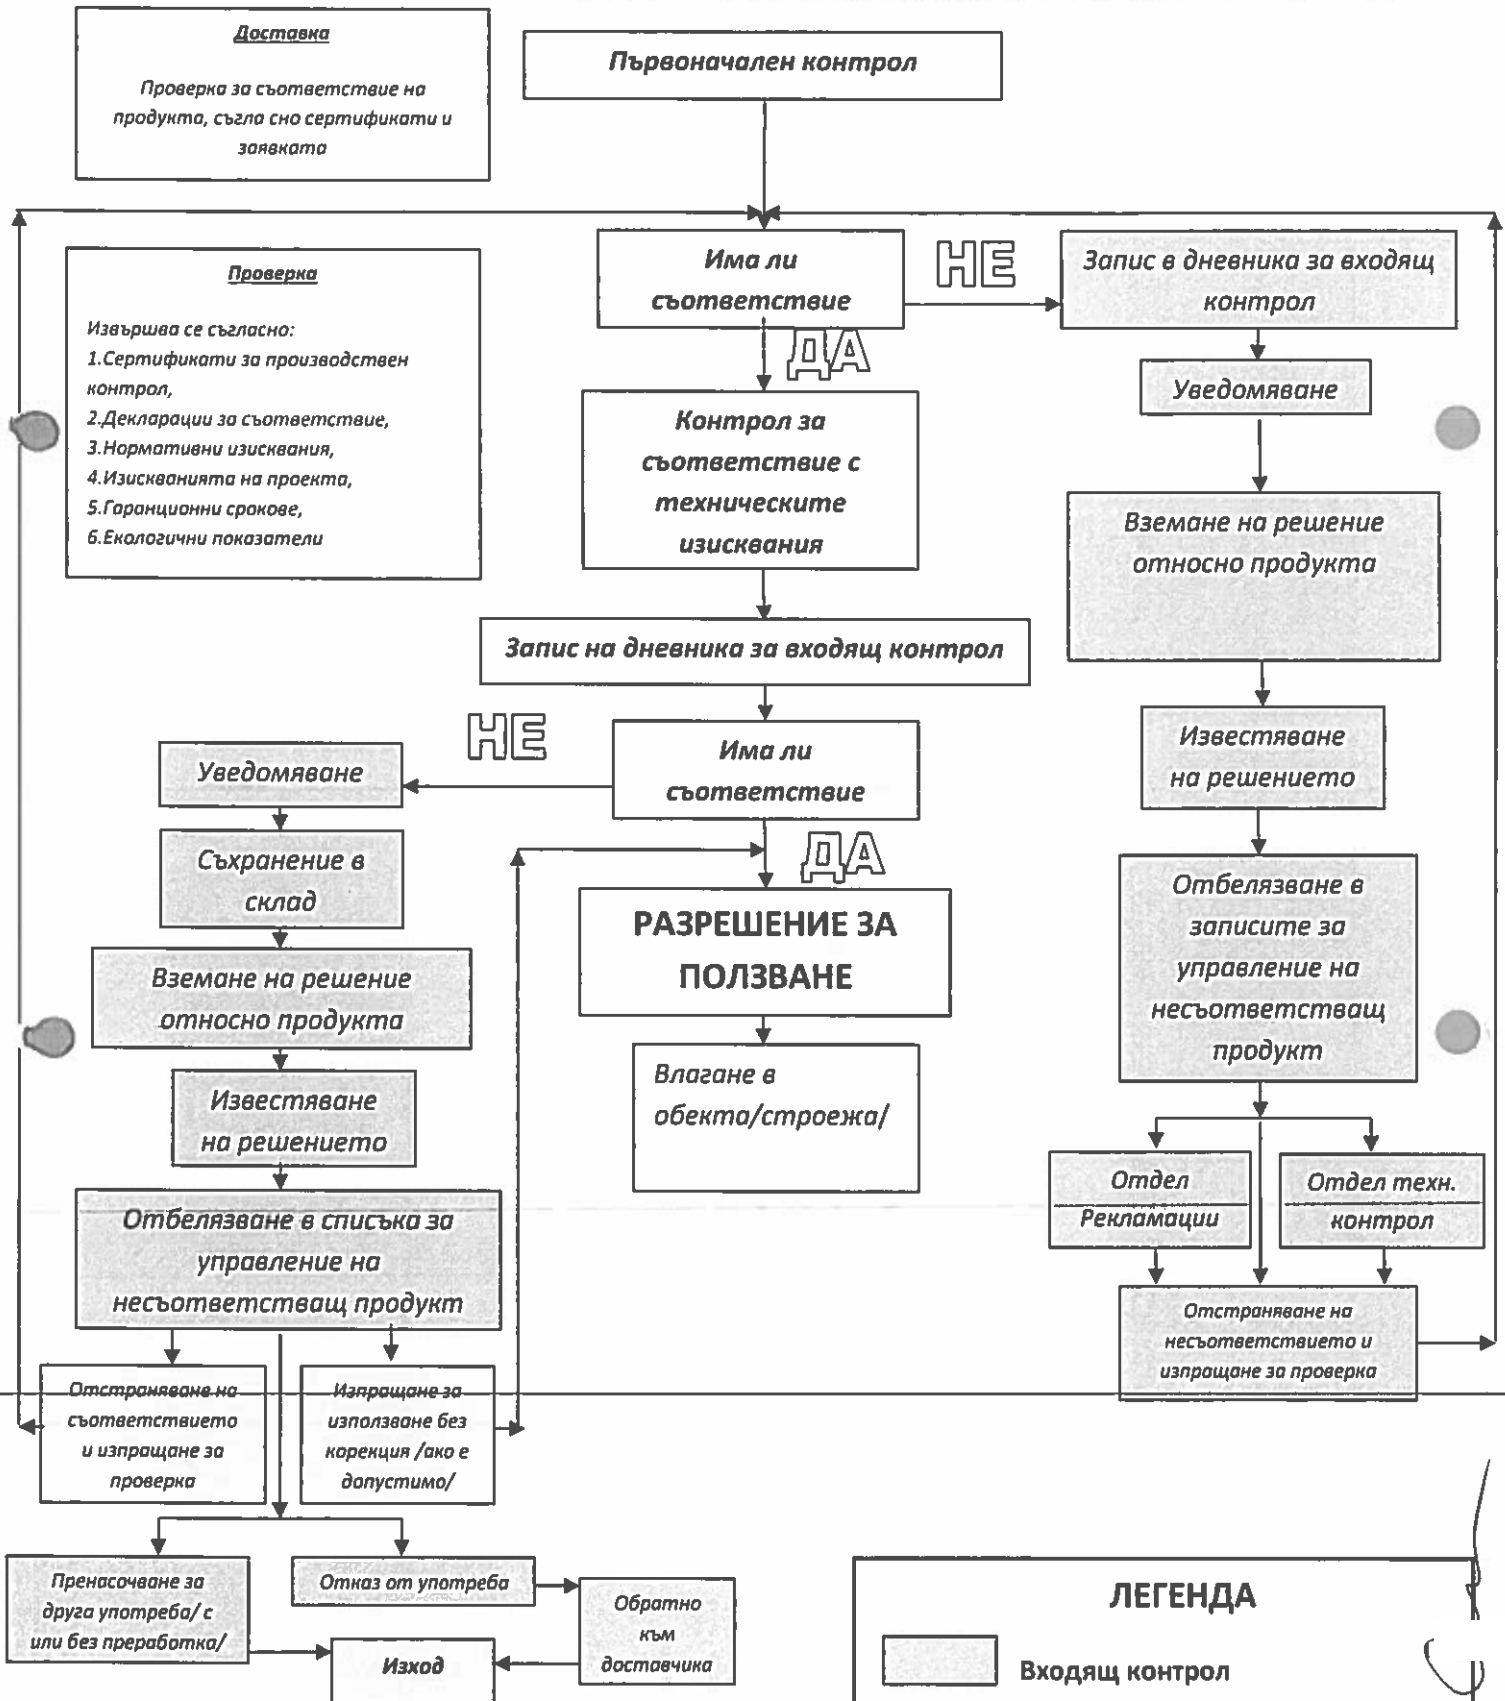 Доставка
Проверка за съответствие на
продукта, съгла сно сертификати и
заявката
Първоначален контрол
Проверка
Извършва се съгласно:
1.Сертификати за производствен
контрол,
2.Декларации за съответствие,
3.Нормативни изисквания,
4.Изискванията на проекта,
5.Гаранционни срокове,
6.Екологични показатели
Има ли
съответствие
НЕ
Запис в дневника за входящ
контрол
ДА
Уведомяване
Контрол за
съответствие с
техническите
изисквания
Вземане на решение
относно продукта
Запис на дневника за входящ контрол
Известяване
на решението
НЕ
Има ли
съответствие
Уведомяване
ДА
Съхранение в
склад
РАЗРЕШЕНИЕ ЗА
ПОЛЗВАНЕ
Отбелязване в
записите за
управление на
несъответстващ
продукт
Вземане на решение
относно продукта
Влагане в
обекта/строежа/
Известяване
на решението
Отдел
Рекламации
Отдел техн.
контрол
Отбелязване в списъка за
управление на
несъответстващ продукт
Отстраняване на
несъответствието и
изпращане за проверка
Отстраняване на
съответствието
и изпращане за
проверка
Изпращане за
използване без
корекция /ако е
допустимо/
Пренасочване за
друга употреба/ с
или без преработка/
Отказ от употреба
Обратно
към
доставчика
Изход
ЛЕГЕНДА
Входящ контрол